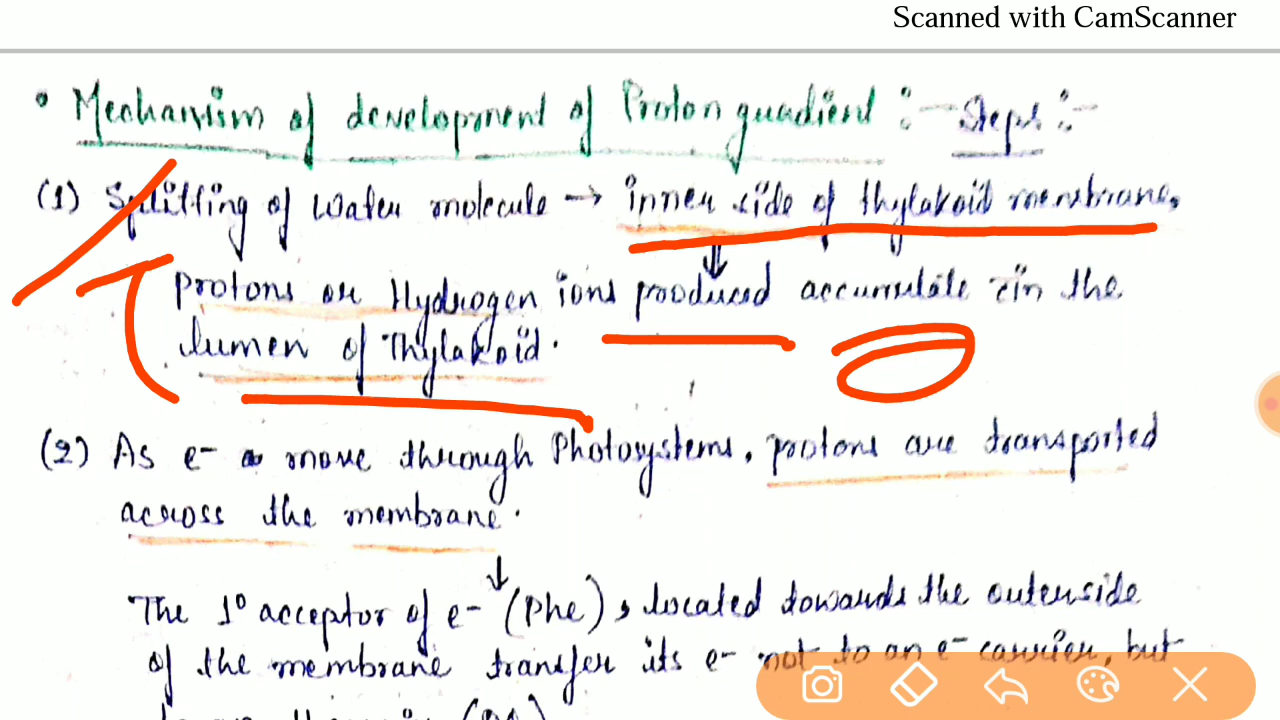 Scanned with CamScanner
• Mechanism of development of Proton gradient :- Steps :-
(1) Splitting of water molecule → inner side of thylakoid membrane,
↓
Protons or Hydrogen ions produced accumulate in the
lumen of Thylakoid.
(2) As e- move through Photosystems, protons are transported
across the membrane.
↓
The 1° acceptor of e- (Phe), located towards the outerside
of the membrane transfer its e- not to an e- carrier, but